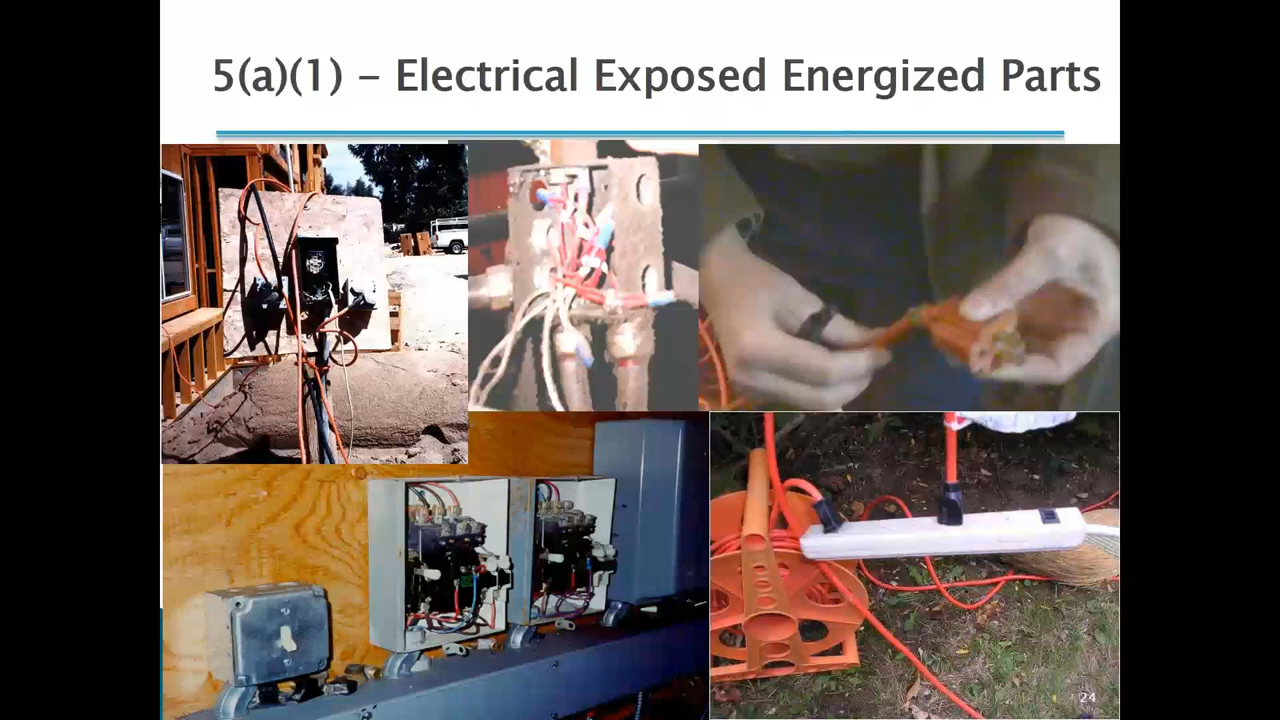 5(a)(1) – Electrical Exposed Energized Parts
24